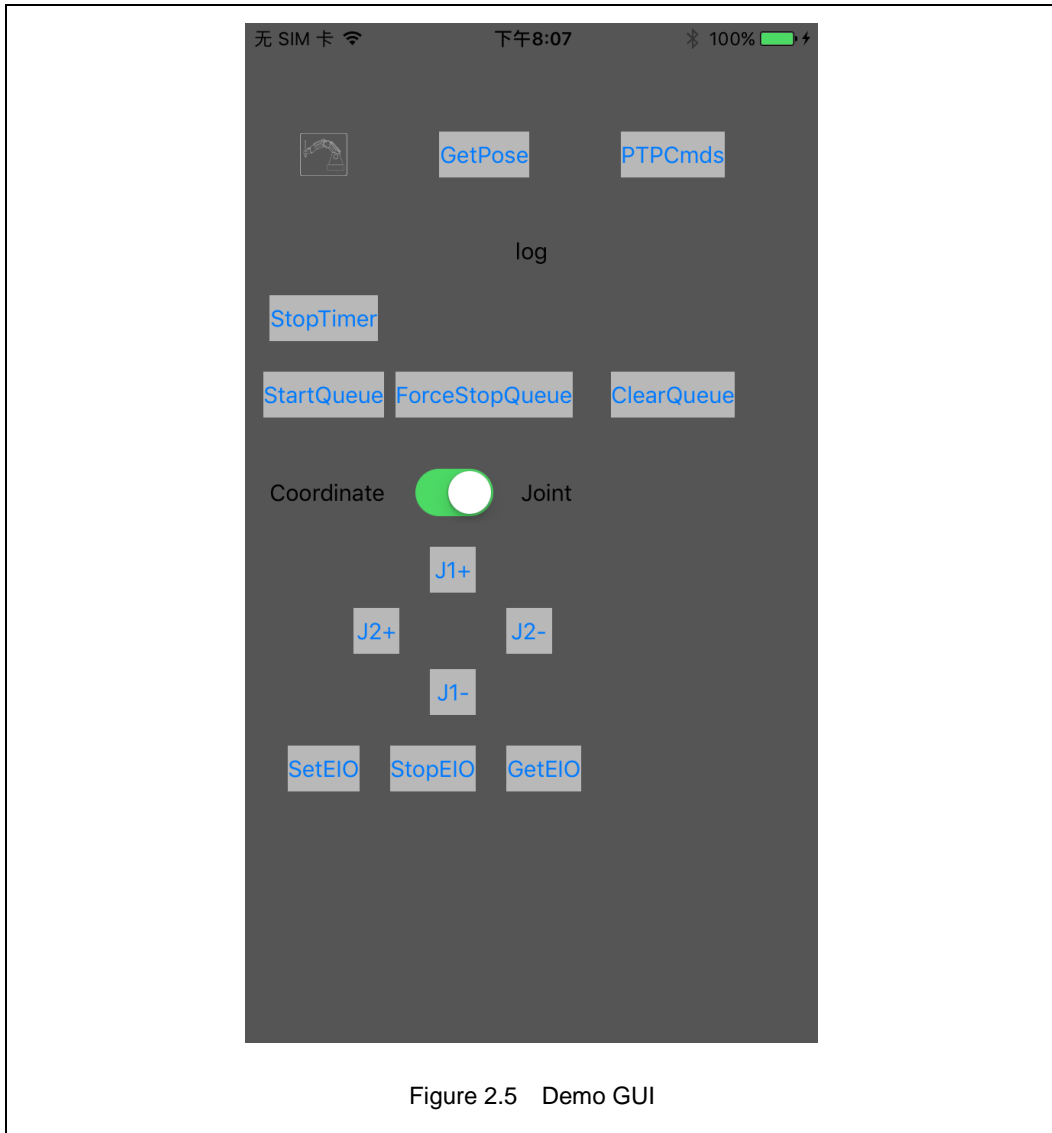 无 SIM 卡 下午8:07 100%
GetPose PTPCmds
log
StopTimer
StartQueue ForceStopQueue ClearQueue
Coordinate Joint
J1+
J2+ J2-
J1-
SetEIO StopEIO GetEIO
Figure 2.5 Demo GUI